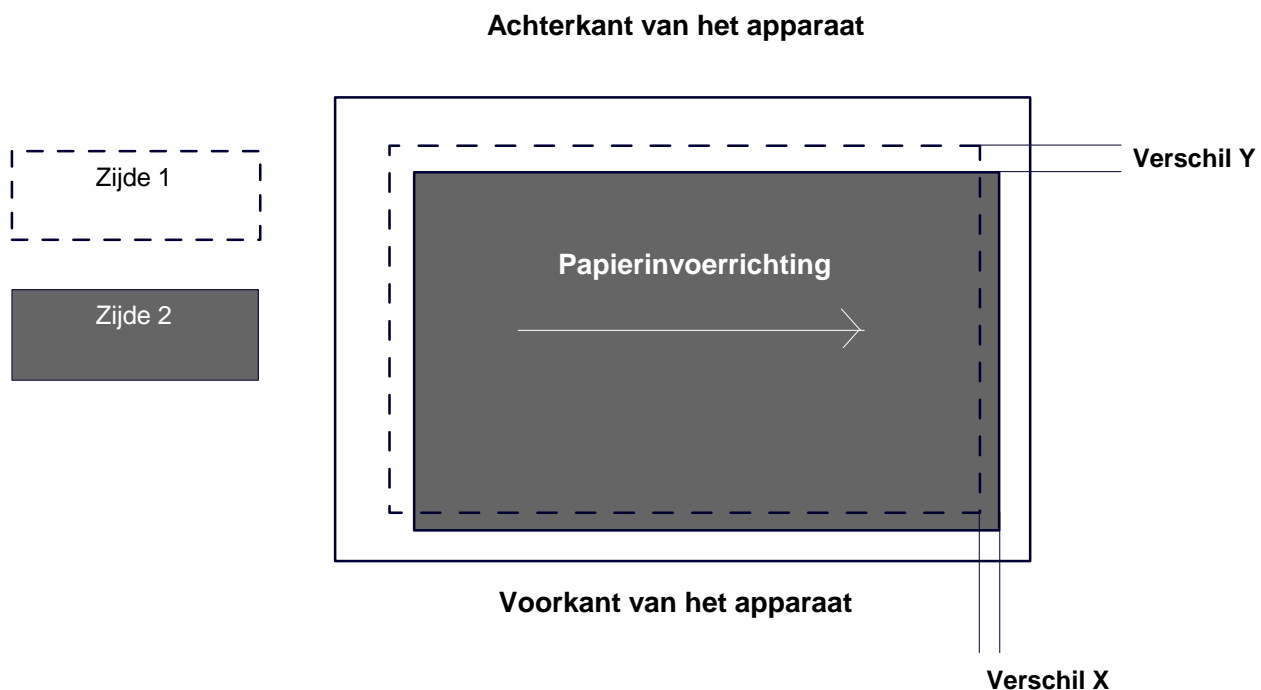 Achterkant van het apparaat
Zijde 1
Verschil Y
Papierinvoerrichting
Zijde 2
Voorkant van het apparaat
Verschil X